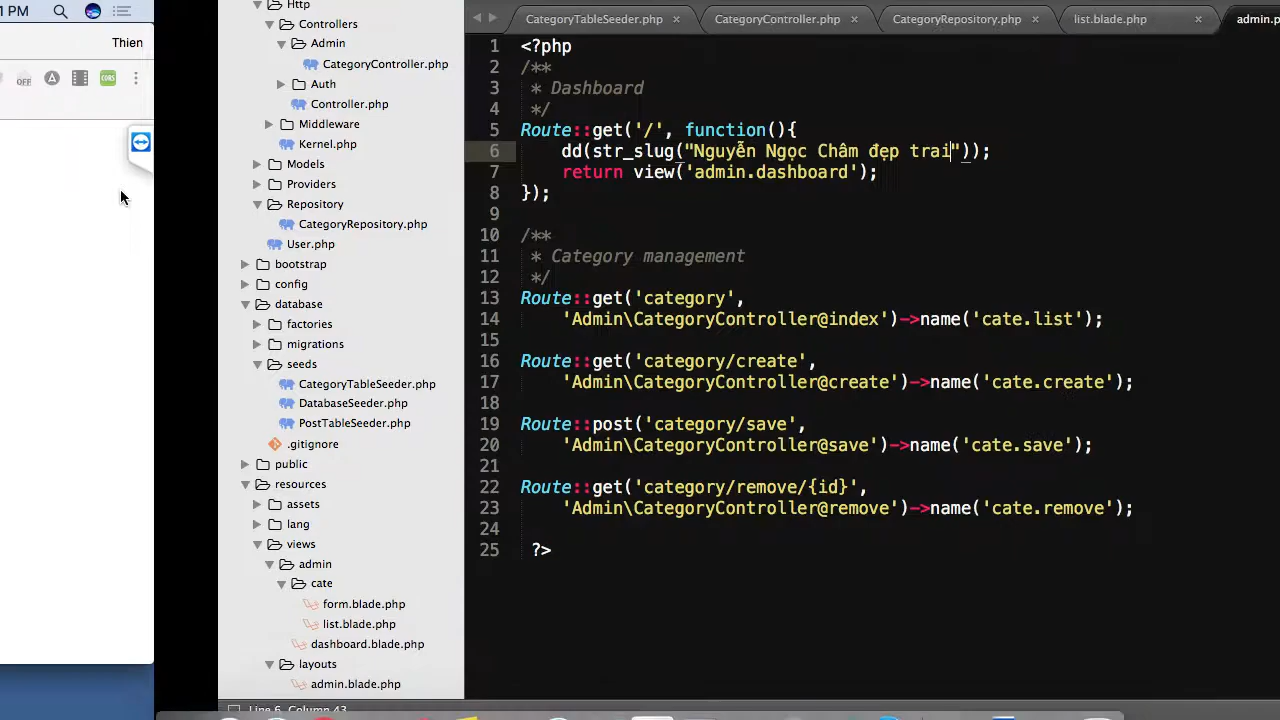 1 PM
Thien
OFF
CORS
Http
Controllers
Admin
CategoryController.php
Auth
Controller.php
Middleware
Kernel.php
Models
Providers
Repository
CategoryRepository.php
User.php
bootstrap
config
database
factories
migrations
seeds
CategoryTableSeeder.php
DatabaseSeeder.php
PostTableSeeder.php
.gitignore
public
resources
assets
lang
views
admin
cate
form.blade.php
list.blade.php
dashboard.blade.php
layouts
admin.blade.php
CategoryTableSeeder.php
CategoryController.php
CategoryRepository.php
list.blade.php
admin.p
1 <?php
2 /**
3 * Dashboard
4 */
5 Route::get('/', function(){
6 dd(str_slug("Nguyễn Ngọc Châm đẹp trai"));
7 return view('admin.dashboard');
8 });
9
10 /**
11 * Category management
12 */
13 Route::get('category',
14 'Admin\CategoryController@index')->name('cate.list');
15
16 Route::get('category/create',
17 'Admin\CategoryController@create')->name('cate.create');
18
19 Route::post('category/save',
20 'Admin\CategoryController@save')->name('cate.save');
21
22 Route::get('category/remove/{id}',
23 'Admin\CategoryController@remove')->name('cate.remove');
24
25 ?>
Line 6, Column 43